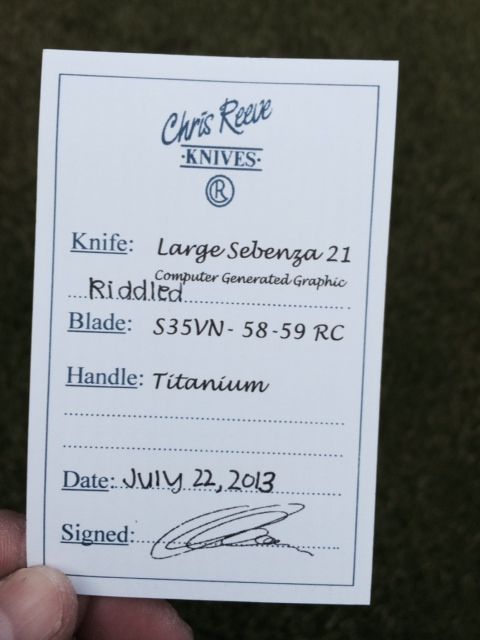 Chris Reeve
·KNIVES·
®
Knife: Large Sebenza 21
Computer Generated Graphic
Riddled
Blade: S35VN - 58-59 RC
Handle: Titanium
Date: July 22, 2013
Signed: